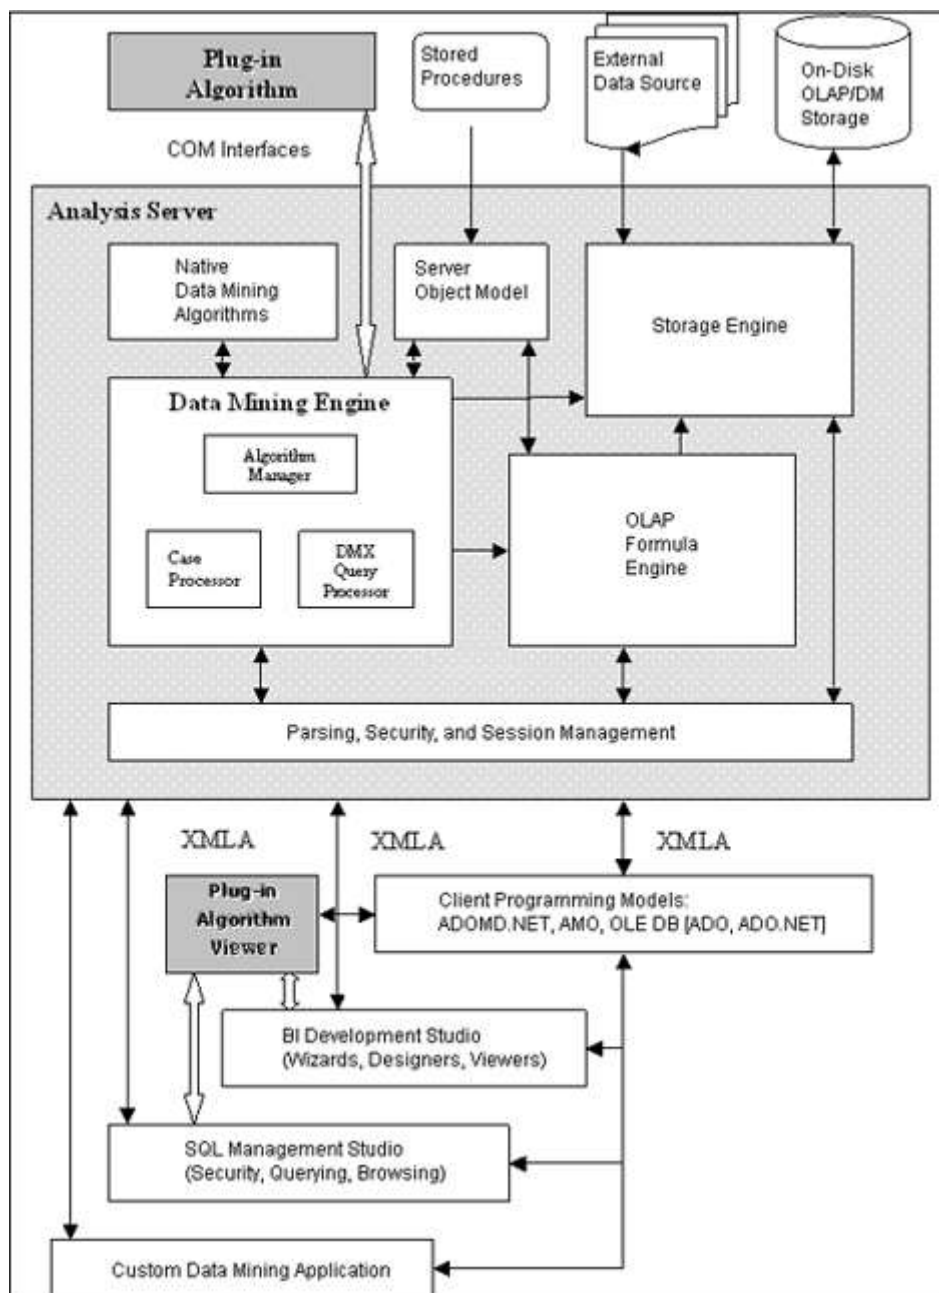 Plug-in
Algorithm
Stored
Procedures
External
Data Source
On-Disk
OLAP/DM
Storage
COM Interfaces
Analysis Server
Native
Data Mining
Algorithms
Server
Object Model
Storage Engine
Data Mining Engine
Algorithm
Manager
Case
Processor
DMX
Query
Processor
OLAP
Formula
Engine
Parsing, Security, and Session Management
XMLA
XMLA
XMLA
Plug-in
Algorithm
Viewer
Client Programming Models:
ADOMD.NET, AMO, OLE DB [ADO, ADO.NET]
BI Development Studio
(Wizards, Designers, Viewers)
SQL Management Studio
(Security, Querying, Browsing)
Custom Data Mining Application